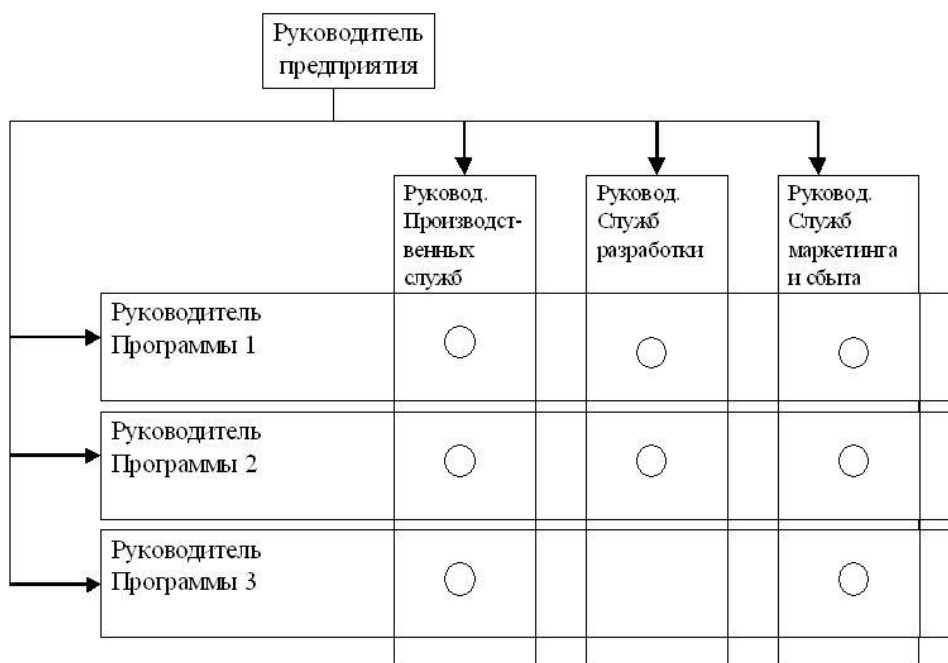 Руководитель
предприятия
Руковод.
Производст-
венных
служб
Руковод.
Служб
разработки
Руковод.
Служб
маркетинга
и сбыта
Руководитель
Программы 1
Руководитель
Программы 2
Руководитель
Программы 3